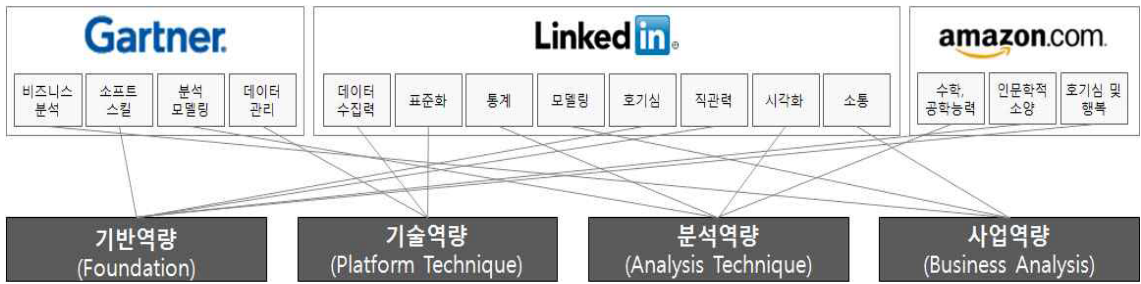 Gartner.
비즈니스
분석
소프트
스킬
분석
모델링
데이터
관리
Linked in
데이터
수집력
표준화
통계
모델링
호기심
직관력
시각화
소통
amazon.com.
수학,
공학능력
인문학적
소양
호기심 및
행복
기반역량
(Foundation)
기술역량
(Platform Technique)
분석역량
(Analysis Technique)
사업역량
(Business Analysis)